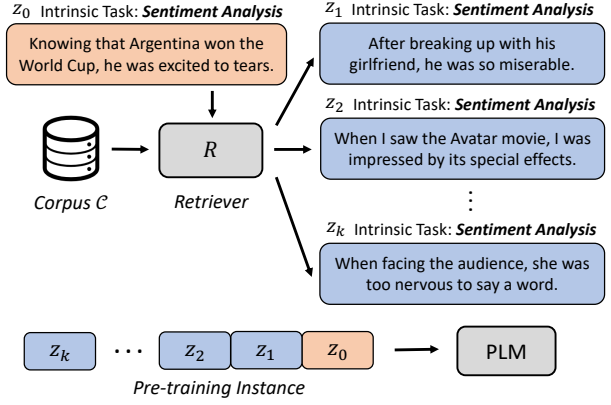 z₀ Intrinsic Task: Sentiment Analysis
Knowing that Argentina won the
World Cup, he was excited to tears.
Corpus C
R
Retriever
z₁ Intrinsic Task: Sentiment Analysis
After breaking up with his
girlfriend, he was so miserable.
z₂ Intrinsic Task: Sentiment Analysis
When I saw the Avatar movie, I was
impressed by its special effects.
⋮
zₖ Intrinsic Task: Sentiment Analysis
When facing the audience, she was
too nervous to say a word.
zₖ ··· z₂ z₁ z₀ PLM
Pre-training Instance